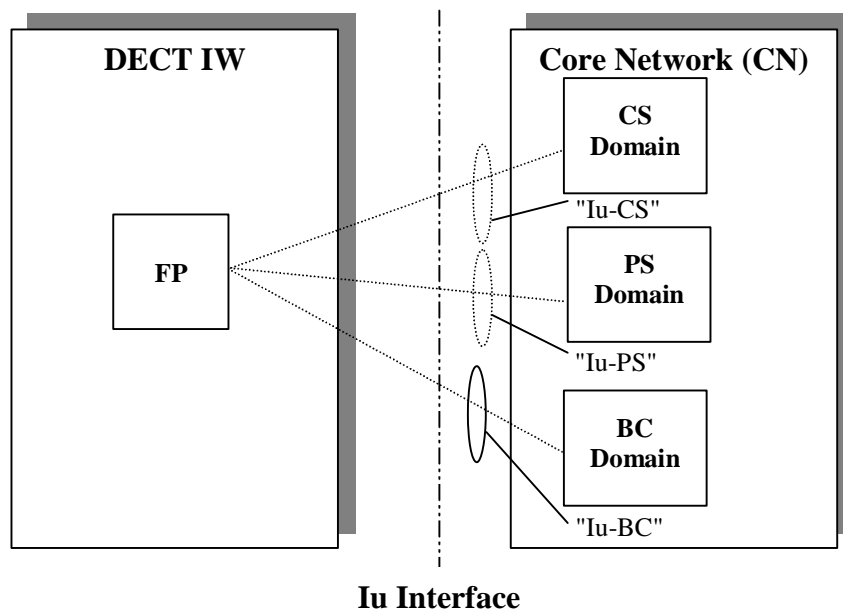 DECT IW
Core Network (CN)
CS
Domain
"Iu-CS"
FP
PS
Domain
"Iu-PS"
BC
Domain
"Iu-BC"
Iu Interface